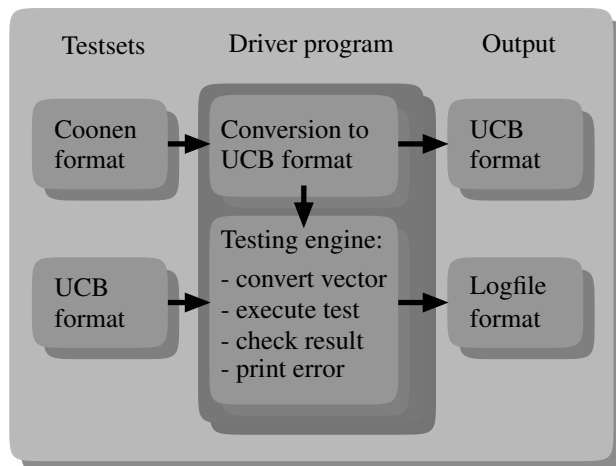 Testsets
Driver program
Output
Coonen
format
Conversion to
UCB format
UCB
format
UCB
format
Testing engine:
- convert vector
- execute test
- check result
- print error
Logfile
format